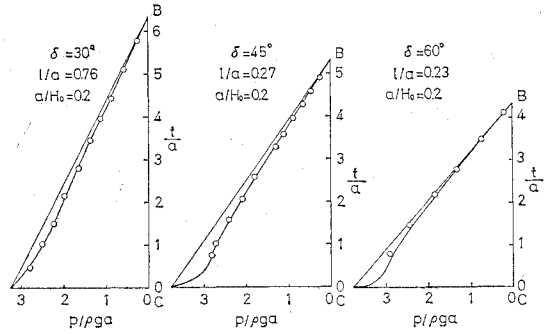 B
δ=30°
l/a=0.76
a/H₀=0.2
6
5
4
3
2
1
0
t/a
3 2 1 0 C
p/ρga
B
δ=45°
l/a=0.27
a/H₀=0.2
5
4
3
2
1
0
t/a
3 2 1 0 C
p/ρga
B
δ=60°
l/a=0.23
a/H₀=0.2
4
3
2
1
0
t/a
3 2 1 0 C
p/ρga